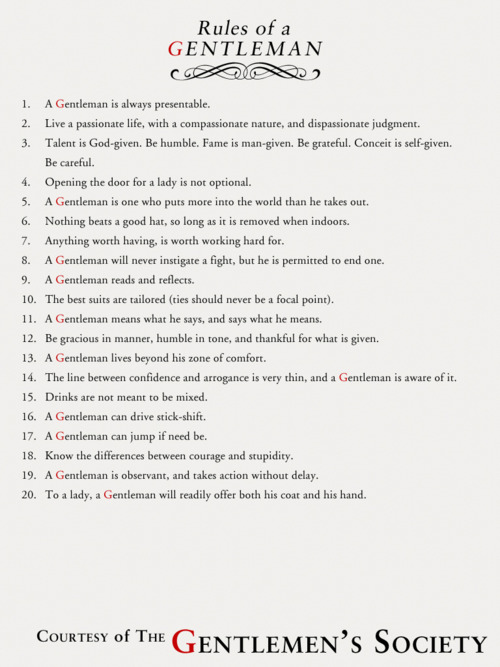 Rules of a
GENTLEMAN
1. A Gentleman is always presentable.
2. Live a passionate life, with a compassionate nature, and dispassionate judgment.
3. Talent is God-given. Be humble. Fame is man-given. Be grateful. Conceit is self-given.
Be careful.
4. Opening the door for a lady is not optional.
5. A Gentleman is one who puts more into the world than he takes out.
6. Nothing beats a good hat, so long as it is removed when indoors.
7. Anything worth having, is worth working hard for.
8. A Gentleman will never instigate a fight, but he is permitted to end one.
9. A Gentleman reads and reflects.
10. The best suits are tailored (ties should never be a focal point).
11. A Gentleman means what he says, and says what he means.
12. Be gracious in manner, humble in tone, and thankful for what is given.
13. A Gentleman lives beyond his zone of comfort.
14. The line between confidence and arrogance is very thin, and a Gentleman is aware of it.
15. Drinks are not meant to be mixed.
16. A Gentleman can drive stick-shift.
17. A Gentleman can jump if need be.
18. Know the differences between courage and stupidity.
19. A Gentleman is observant, and takes action without delay.
20. To a lady, a Gentleman will readily offer both his coat and his hand.
COURTESY of THE GENTLEMEN'S SOCIETY